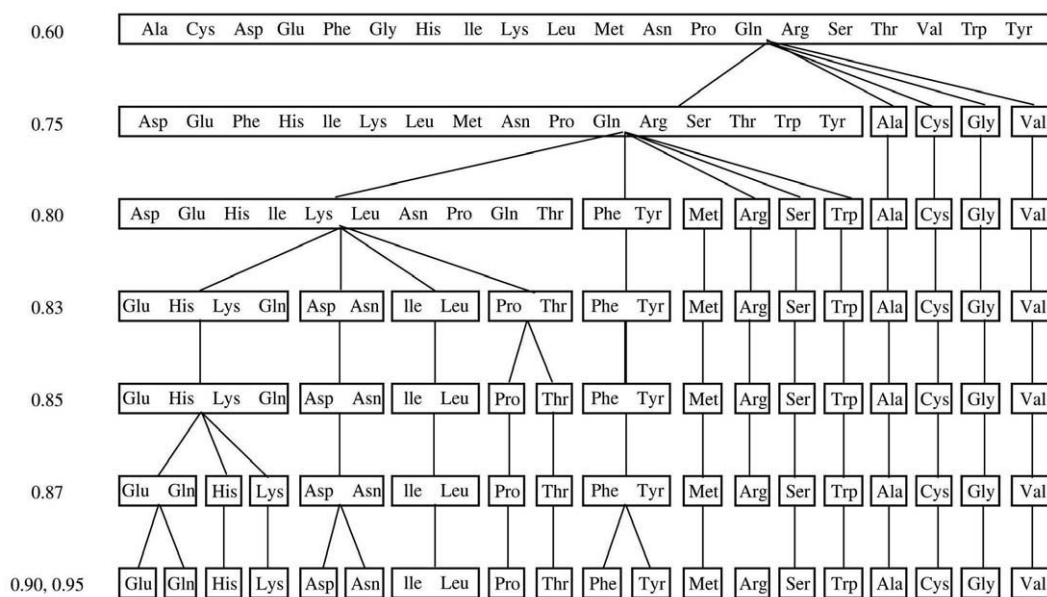 0.60 Ala Cys Asp Glu Phe Gly His Ile Lys Leu Met Asn Pro Gln Arg Ser Thr Val Trp Tyr
0.75 Asp Glu Phe His Ile Lys Leu Met Asn Pro Gln Arg Ser Thr Trp Tyr Ala Cys Gly Val
0.80 Asp Glu His Ile Lys Leu Asn Pro Gln Thr Phe Tyr Met Arg Ser Trp Ala Cys Gly Val
0.83 Glu His Lys Gln Asp Asn Ile Leu Pro Thr Phe Tyr Met Arg Ser Trp Ala Cys Gly Val
0.85 Glu His Lys Gln Asp Asn Ile Leu Pro Thr Phe Tyr Met Arg Ser Trp Ala Cys Gly Val
0.87 Glu Gln His Lys Asp Asn Ile Leu Pro Thr Phe Tyr Met Arg Ser Trp Ala Cys Gly Val
0.90, 0.95 Glu Gln His Lys Asp Asn Ile Leu Pro Thr Phe Tyr Met Arg Ser Trp Ala Cys Gly Val